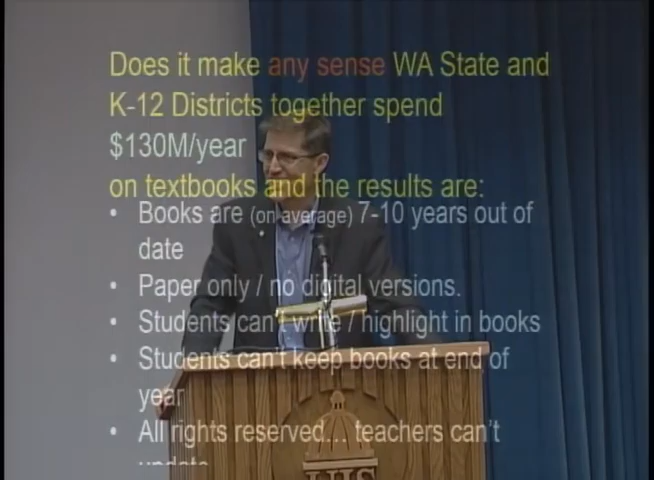 Does it make any sense WA State and
K-12 Districts together spend
$130M/year
on textbooks and the results are:
• Books are (on average) 7-10 years out of
date
• Paper only / no digital versions.
• Students can't write / highlight in books
• Students can't keep books at end of
year
• All rights reserved... teachers can't
update